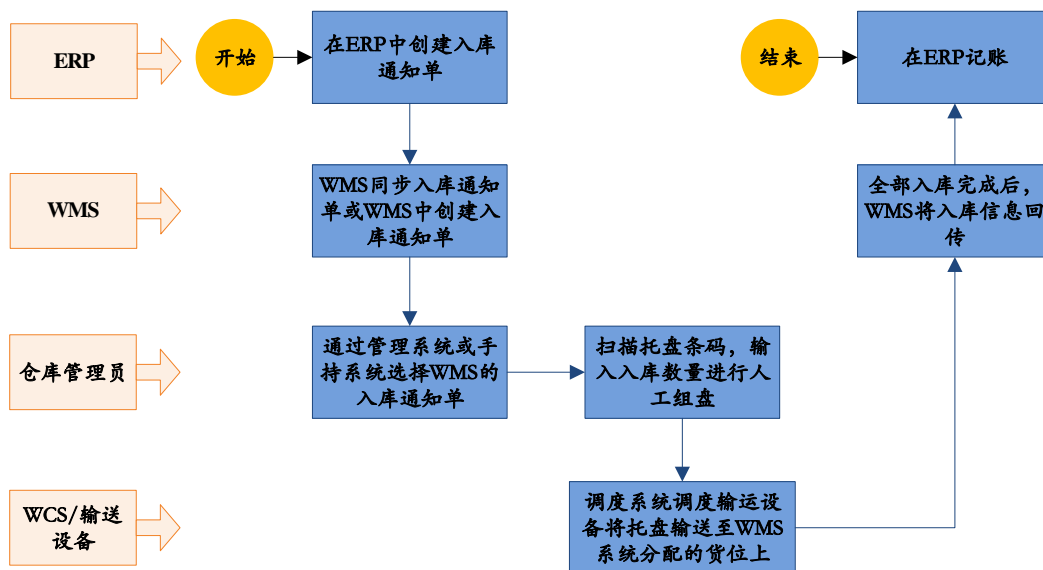 ERP
开始
在ERP中创建入库
通知单
结束
在ERP记账
WMS
WMS同步入库通知
单或WMS中创建入
库通知单
全部入库完成后，
WMS将入库信息回
传
仓库管理员
通过管理系统或手
持系统选择WMS的
入库通知单
扫描托盘条码，输
入入库数量进行人
工组盘
WCS/输送
设备
调度系统调度输运设
备将托盘输送至WMS
系统分配的货位上